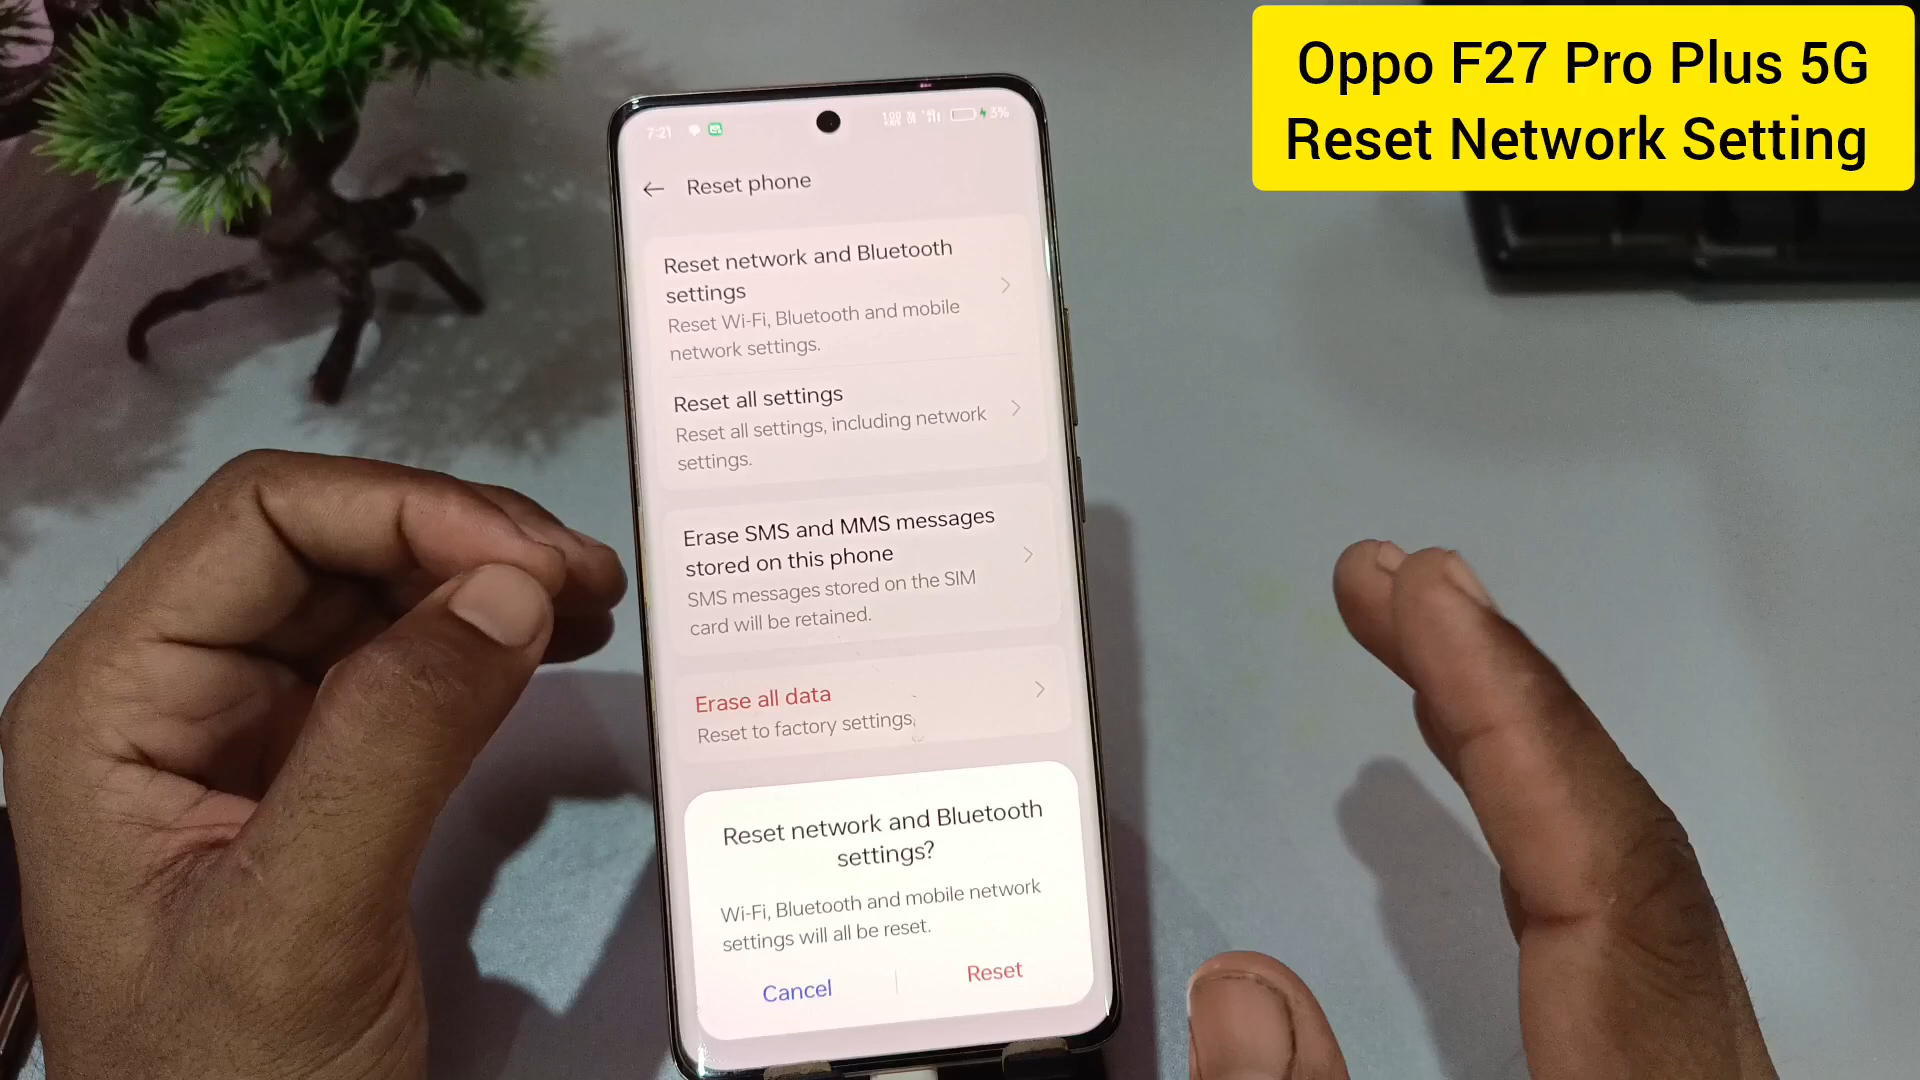 Oppo F27 Pro Plus 5G
Reset Network Setting
7:21
3%
Reset phone
Reset network and Bluetooth
settings
Reset Wi-Fi, Bluetooth and mobile
network settings.
Reset all settings
Reset all settings, including network
settings.
Erase SMS and MMS messages
stored on this phone
SMS messages stored on the SIM
card will be retained.
Erase all data
Reset to factory settings.
Reset network and Bluetooth
settings?
Wi-Fi, Bluetooth and mobile network
settings will all be reset.
Cancel
Reset